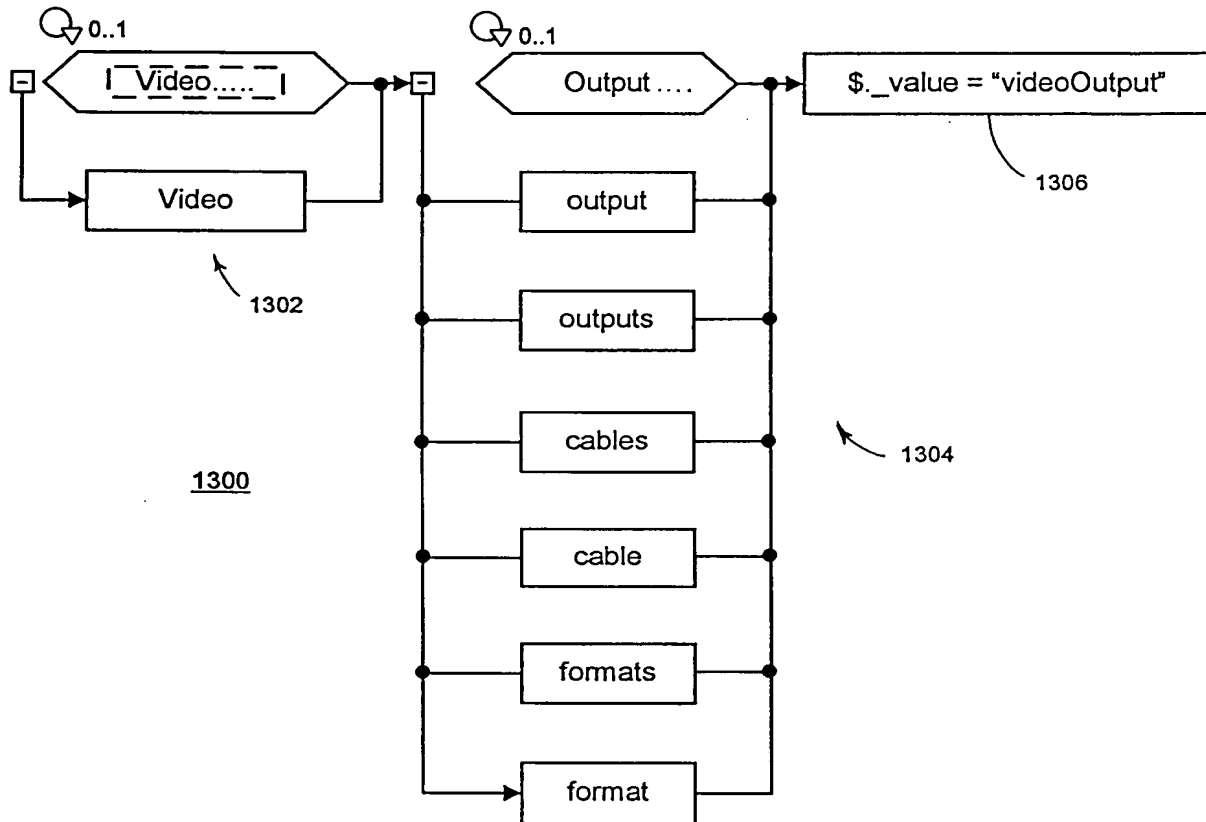 0..1
0..1
Video.....
Output ....
$._value = "videoOutput"
1306
Video
output
1302
outputs
cables
1304
1300
cable
formats
format